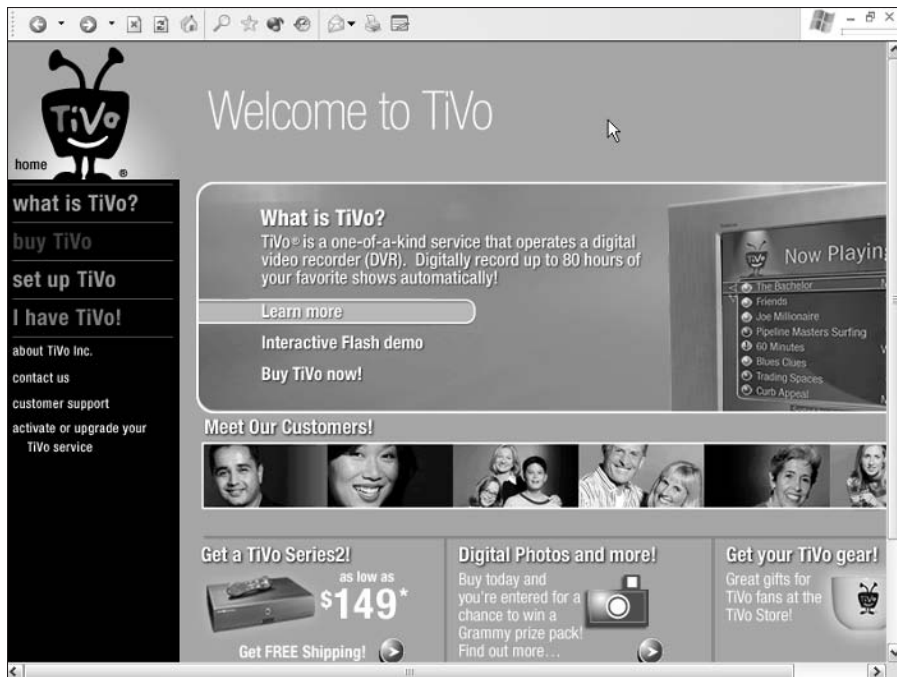 TiVo
home
®
Welcome to TiVo
what is TiVo?
buy TiVo
set up TiVo
I have TiVo!
about TiVo Inc.
contact us
customer support
activate or upgrade your
TiVo service
What is TiVo?
TiVo® is a one-of-a-kind service that operates a digital
video recorder (DVR). Digitally record up to 80 hours of
your favorite shows automatically!
Learn more
Interactive Flash demo
Buy TiVo now!
Now Playing
The Bachelor
Friends
Joe Millionaire
Pipeline Masters Surfing
60 Minutes
Blues Clues
Trading Spaces
Curb Appeal
Meet Our Customers!
Get a TiVo Series2!
as low as
$149*
Get FREE Shipping!
Digital Photos and more!
Buy today and
you're entered for a
chance to win a
Grammy prize pack!
Find out more...
Get your TiVo gear!
Great gifts for
TiVo fans at the
TiVo Store!